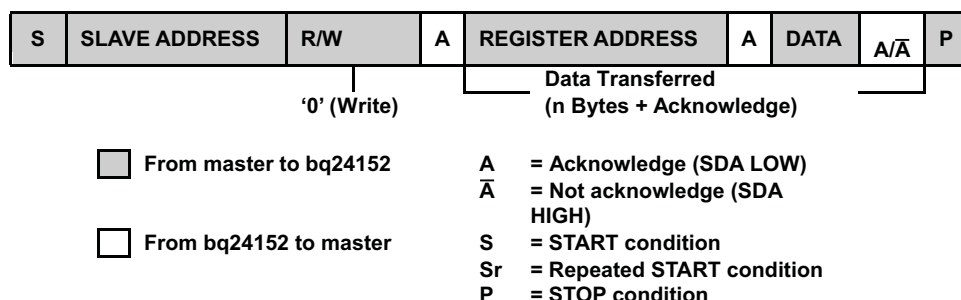 S SLAVE ADDRESS R/W A REGISTER ADDRESS A DATA A/A̅ P
Data Transferred
‘0’ (Write) (n Bytes + Acknowledge)
From master to bq24152
A = Acknowledge (SDA LOW)
A̅ = Not acknowledge (SDA
HIGH)
From bq24152 to master
S = START condition
Sr = Repeated START condition
P = STOP condition